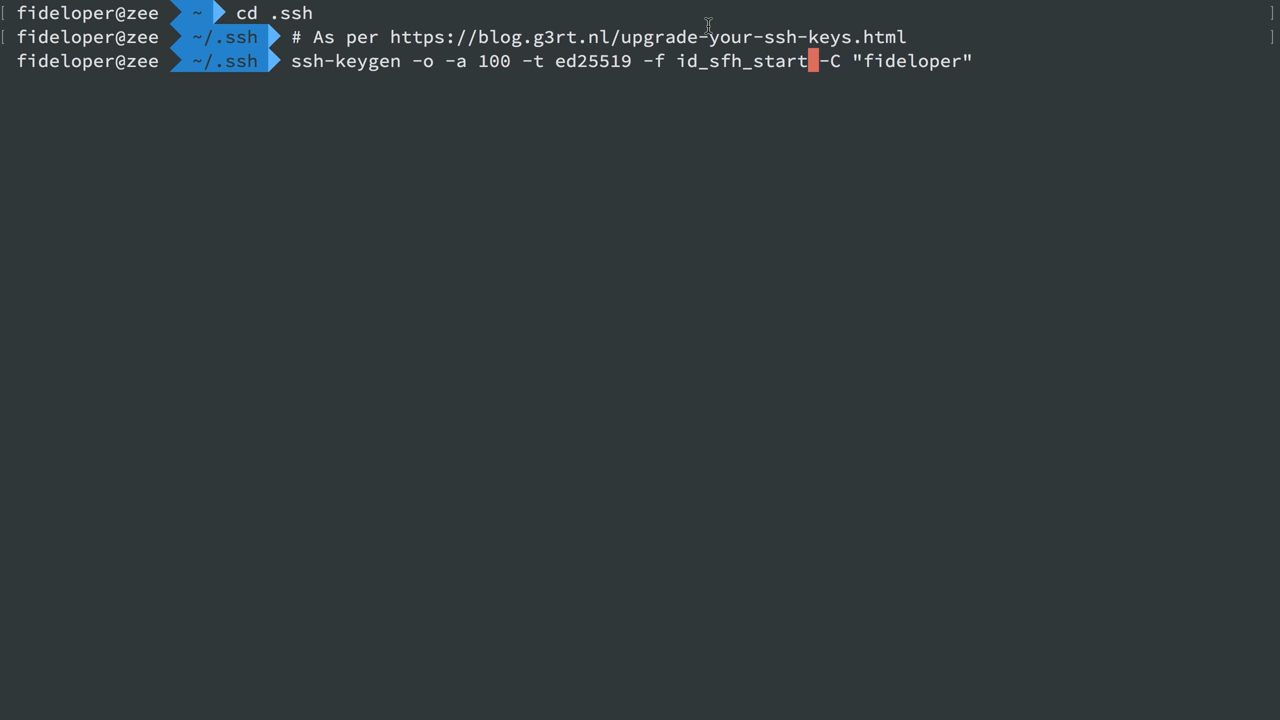 [ fideloper@zee ~ cd .ssh ]
[ fideloper@zee ~/.ssh # As per https://blog.g3rt.nl/upgrade-your-ssh-keys.html ]
fideloper@zee ~/.ssh ssh-keygen -o -a 100 -t ed25519 -f id_sfh_start -C "fideloper"